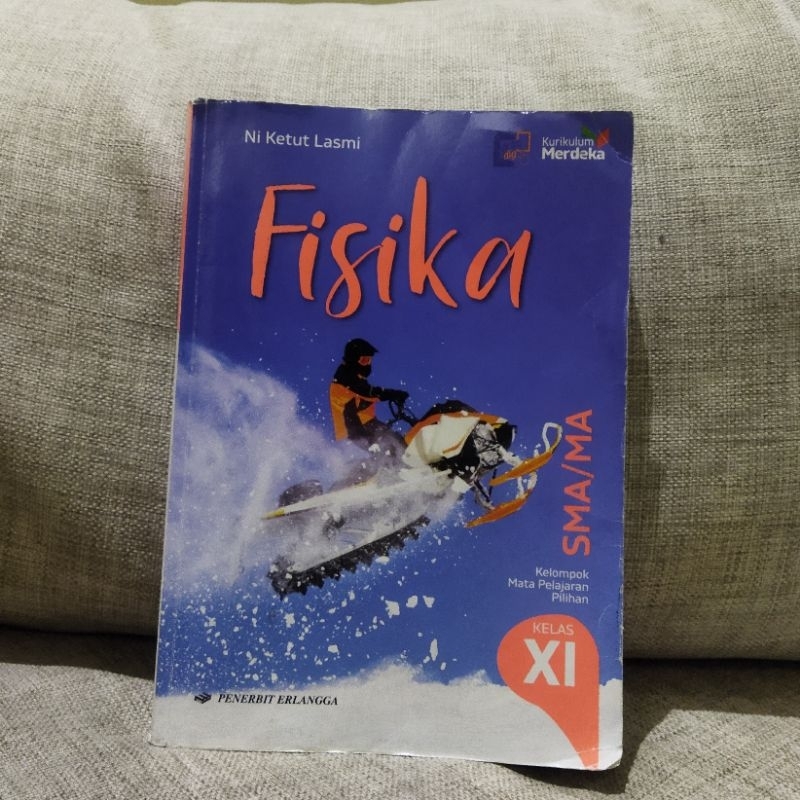 Ni Ketut Lasmi
Kurikulum
Merdeka
Fisika
SMA/MA
Kelompok
Mata Pelajaran
Pilihan
KELAS
XI
PENERBIT ERLANGGA